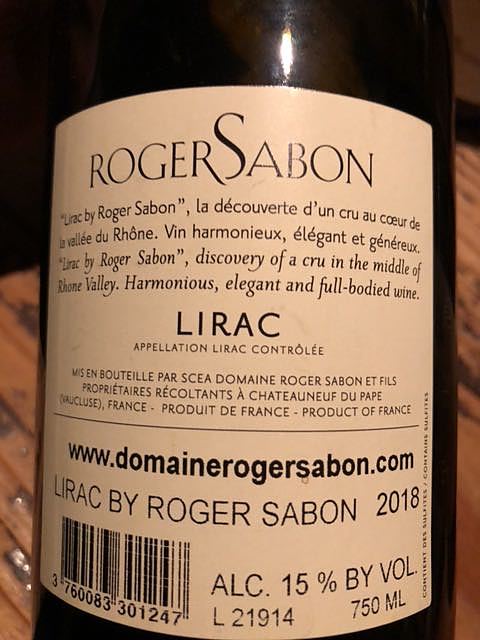 ROGER SABON
"Lirac by Roger Sabon", la découverte d'un cru au cœur de
la vallée du Rhône. Vin harmonieux, élégant et généreux.
"Lirac by Roger Sabon", discovery of a cru in the middle of
Rhone Valley. Harmonious, elegant and full-bodied wine.
LIRAC
APPELLATION LIRAC CONTRÔLÉE
MIS EN BOUTEILLE PAR SCEA DOMAINE ROGER SABON ET FILS
PROPRIÉTAIRES RÉCOLTANTS À CHATEAUNEUF DU PAPE
(VAUCLUSE), FRANCE - PRODUIT DE FRANCE - PRODUCT OF FRANCE
www.domainerogersabon.com
LIRAC BY ROGER SABON 2018
3 760083 301247
ALC. 15 % BY VOL.
L 21914 750 ML
CONTIENT DES SULFITES / CONTAINS SULFITES